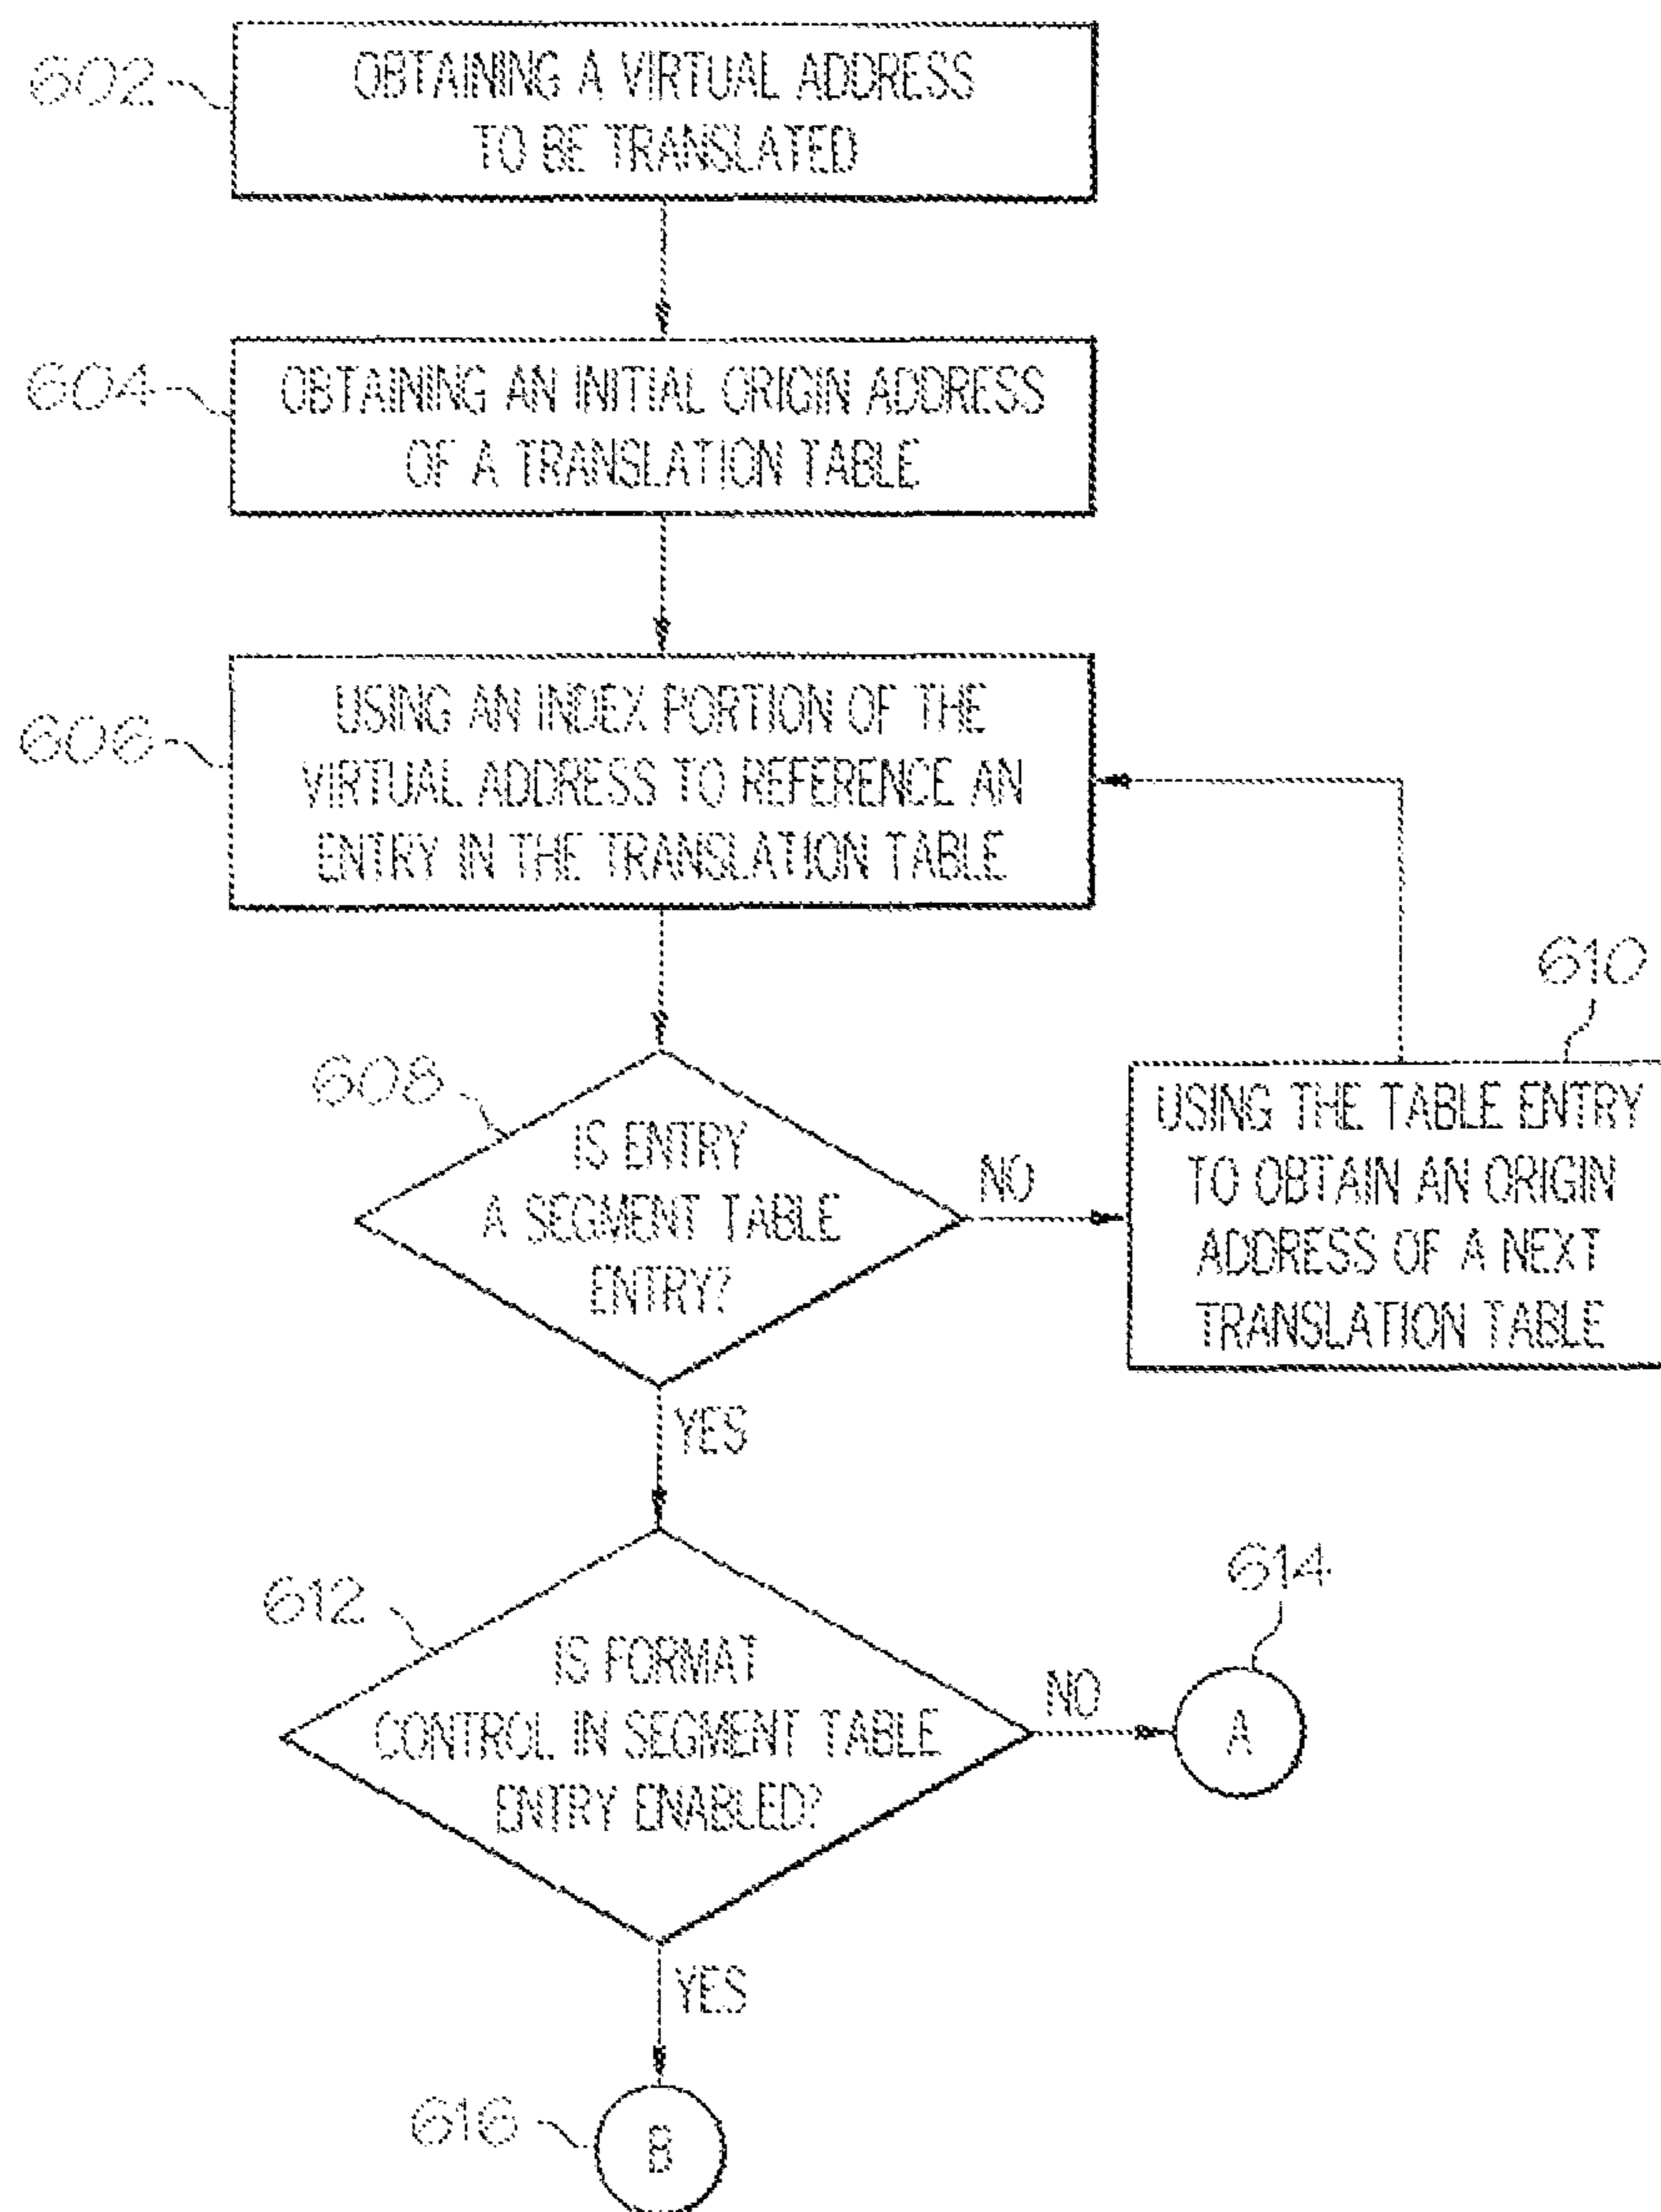 602
OBTAINING A VIRTUAL ADDRESS
TO BE TRANSLATED
604
OBTAINING AN INITIAL ORIGIN ADDRESS
OF A TRANSLATION TABLE
606
USING AN INDEX PORTION OF THE
VIRTUAL ADDRESS TO REFERENCE AN
ENTRY IN THE TRANSLATION TABLE
608
IS ENTRY
A SEGMENT TABLE
ENTRY?
NO
610
USING THE TABLE ENTRY
TO OBTAIN AN ORIGIN
ADDRESS OF A NEXT
TRANSLATION TABLE
YES
612
IS FORMAT
CONTROL IN SEGMENT TABLE
ENTRY ENABLED?
NO
614
A
YES
616
B